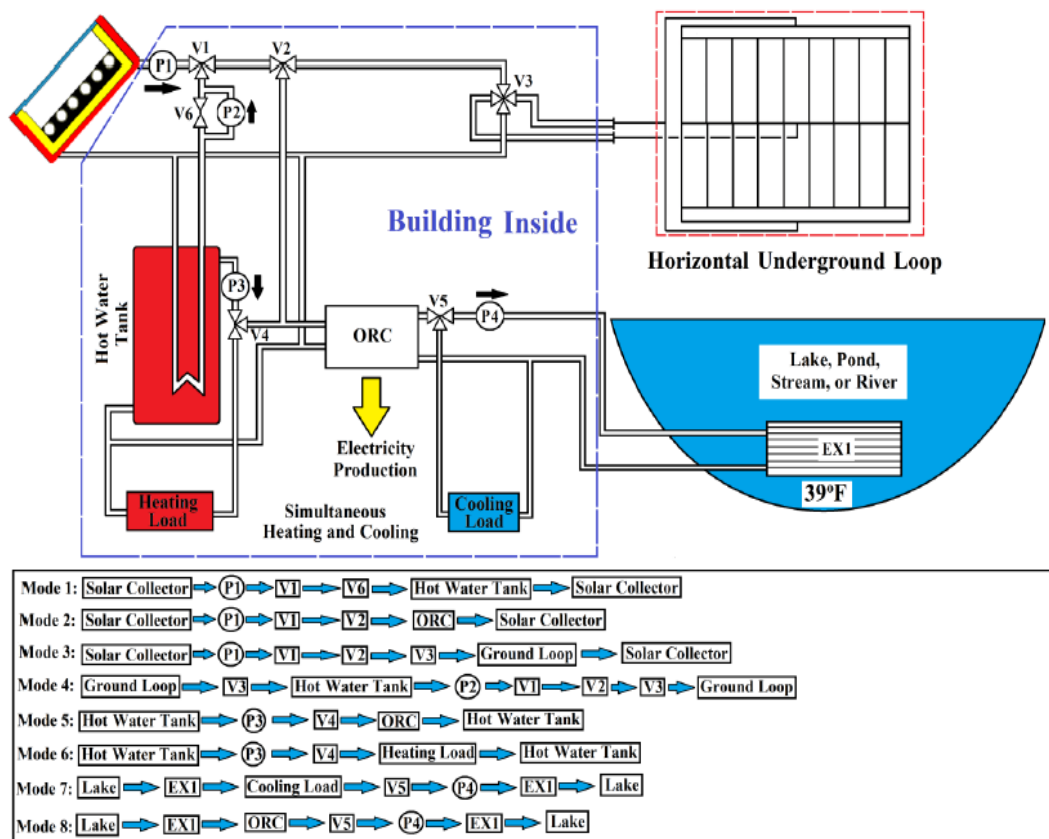 P1
V1
V2
V3
V6
P2
Building Inside
Horizontal Underground Loop
Hot Water
Tank
P3
V4
ORC
V5
P4
Lake, Pond,
Stream, or River
Electricity
Production
EX1
39ºF
Heating
Load
Simultaneous
Heating and Cooling
Cooling
Load
Mode 1: Solar Collector P1 V1 V6 Hot Water Tank Solar Collector
Mode 2: Solar Collector P1 V1 V2 ORC Solar Collector
Mode 3: Solar Collector P1 V1 V2 V3 Ground Loop Solar Collector
Mode 4: Ground Loop V3 Hot Water Tank P2 V1 V2 V3 Ground Loop
Mode 5: Hot Water Tank P3 V4 ORC Hot Water Tank
Mode 6: Hot Water Tank P3 V4 Heating Load Hot Water Tank
Mode 7: Lake EX1 Cooling Load V5 P4 EX1 Lake
Mode 8: Lake EX1 ORC V5 P4 EX1 Lake